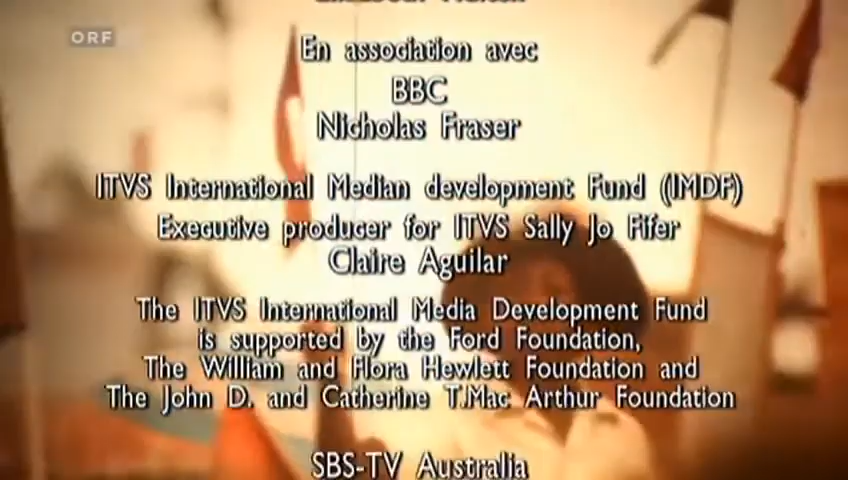 ORF
En association avec
BBC
Nicholas Fraser
ITVS International Median development Fund (IMDF)
Executive producer for ITVS Sally Jo Fifer
Claire Aguilar
The ITVS International Media Development Fund
is supported by the Ford Foundation,
The William and Flora Hewlett Foundation and
The John D. and Catherine T.Mac Arthur Foundation
SBS-TV Australia